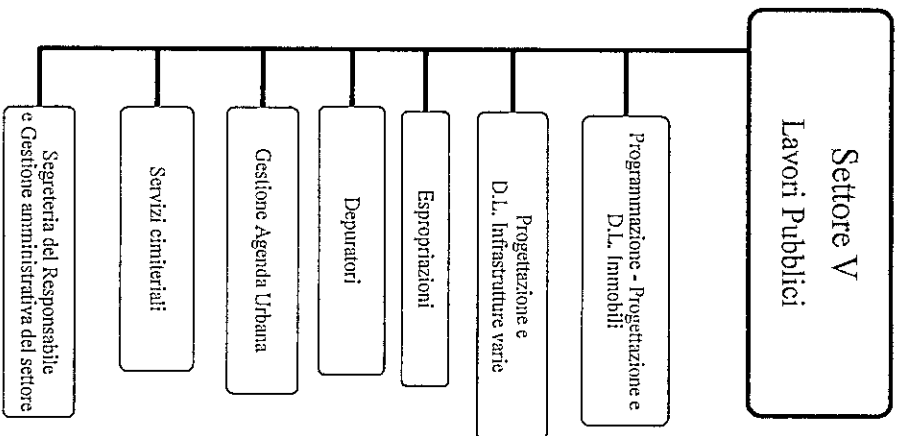 Settore V
Lavori Pubblici
Programmazione - Progettazione e
D.L. Immobili
Progettazione e
D.L. Infrastrutture varie
Espropriazioni
Depuratori
Gestione Agenda Urbana
Servizi cimiteriali
Segreteria del Responsabile
e Gestione amministrativa del settore